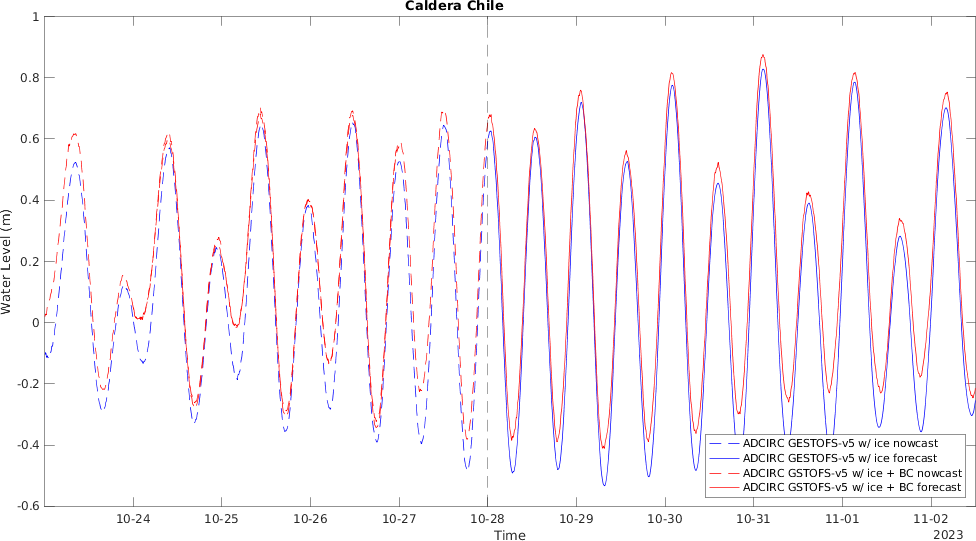 Caldera Chile
Water Level (m)
1
0.8
0.6
0.4
0.2
0
-0.2
-0.4
-0.6
ADCIRC GESTOFS-v5 w/ ice nowcast
ADCIRC GESTOFS-v5 w/ ice forecast
ADCIRC GSTOFS-v5 w/ ice + BC nowcast
ADCIRC GSTOFS-v5 w/ ice + BC forecast
10-24 10-25 10-26 10-27 10-28 10-29 10-30 10-31 11-01 11-02
Time
2023